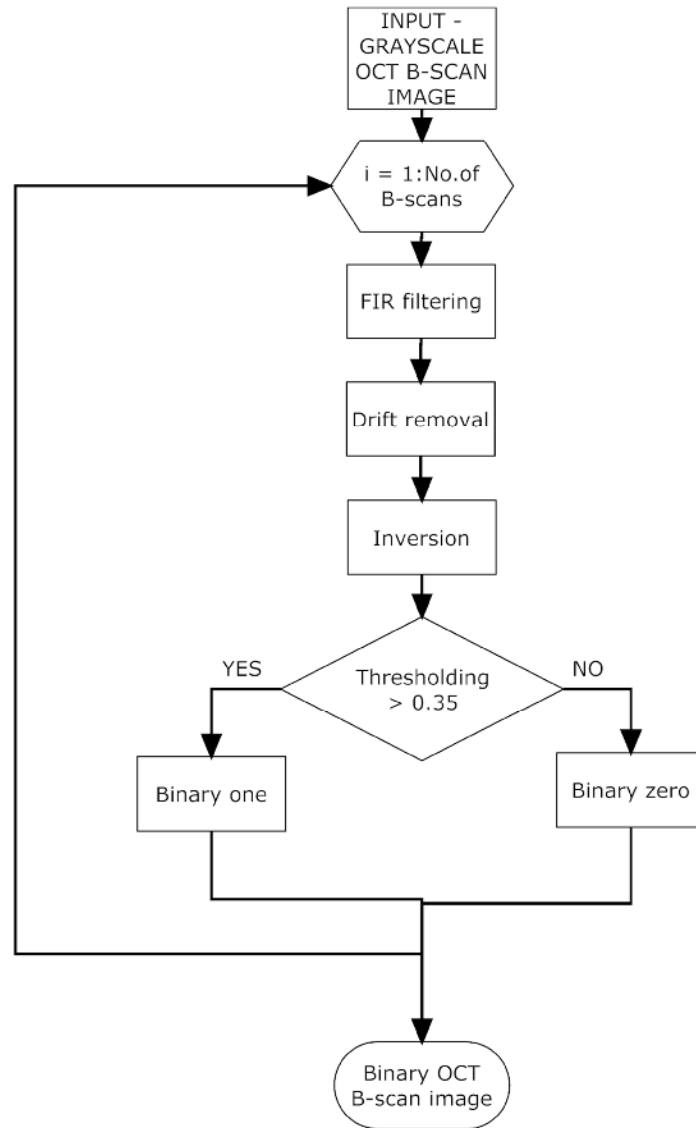 INPUT -
GRAYSCALE
OCT B-SCAN
IMAGE
i = 1:No.of
B-scans
FIR filtering
Drift removal
Inversion
YES
NO
Thresholding
> 0.35
Binary one
Binary zero
Binary OCT
B-scan image